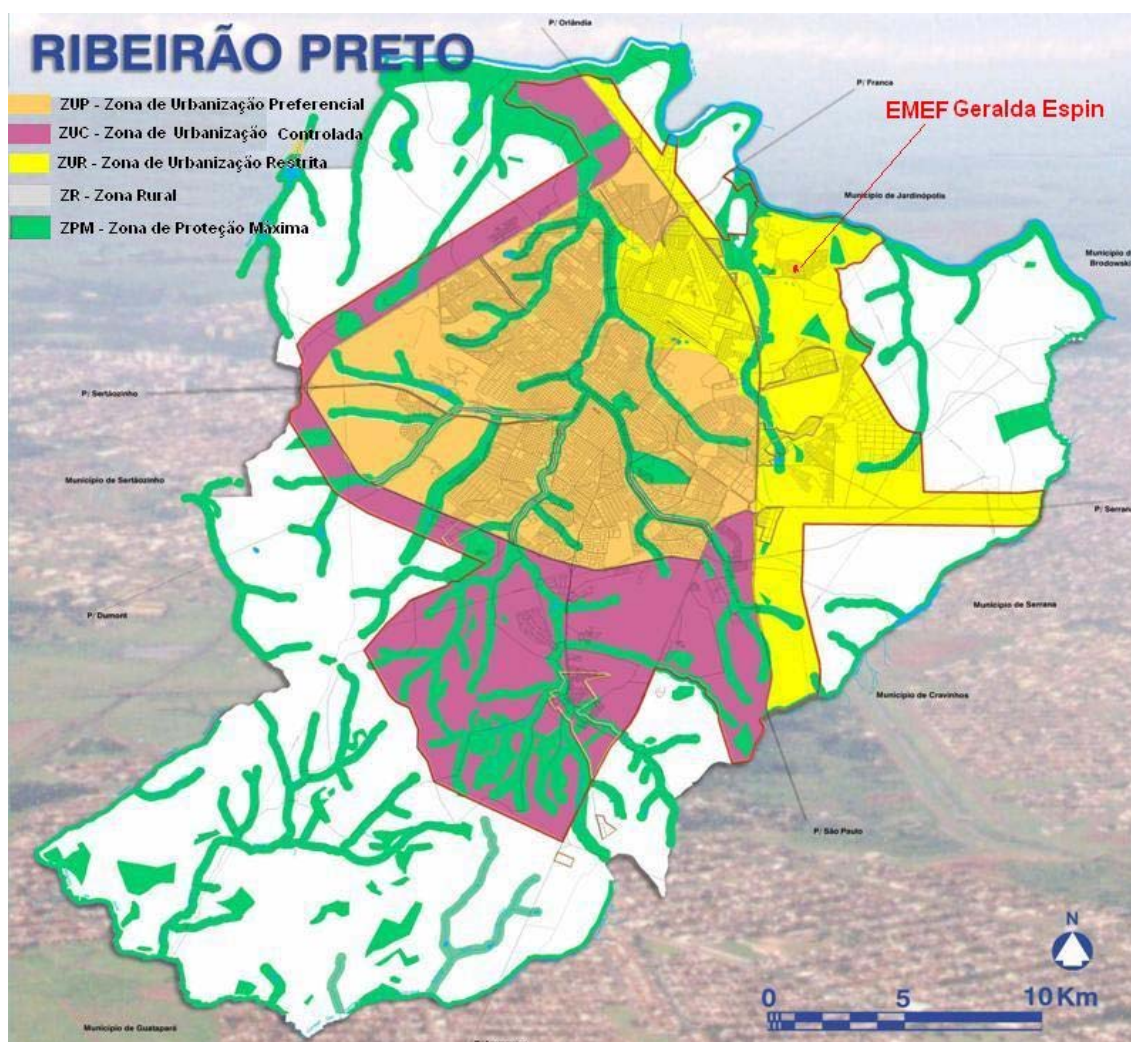 RIBEIRÃO PRETO
ZUP - Zona de Urbanização Preferencial
ZUC - Zona de Urbanização Controlada
ZUR - Zona de Urbanização Restrita
ZR - Zona Rural
ZPM - Zona de Proteção Máxima
P/ Orlândia
P/ Franca
EMEF Geralda Espin
Município de Jardinópolis
Município d
Brodowski
P/ Sertãozinho
Município de Sertãozinho
P/ Serrana
P/ Dumont
Município de Serrana
Município de Cravinhos
P/ São Paulo
N
0 5 10 Km
Município de Guatapará